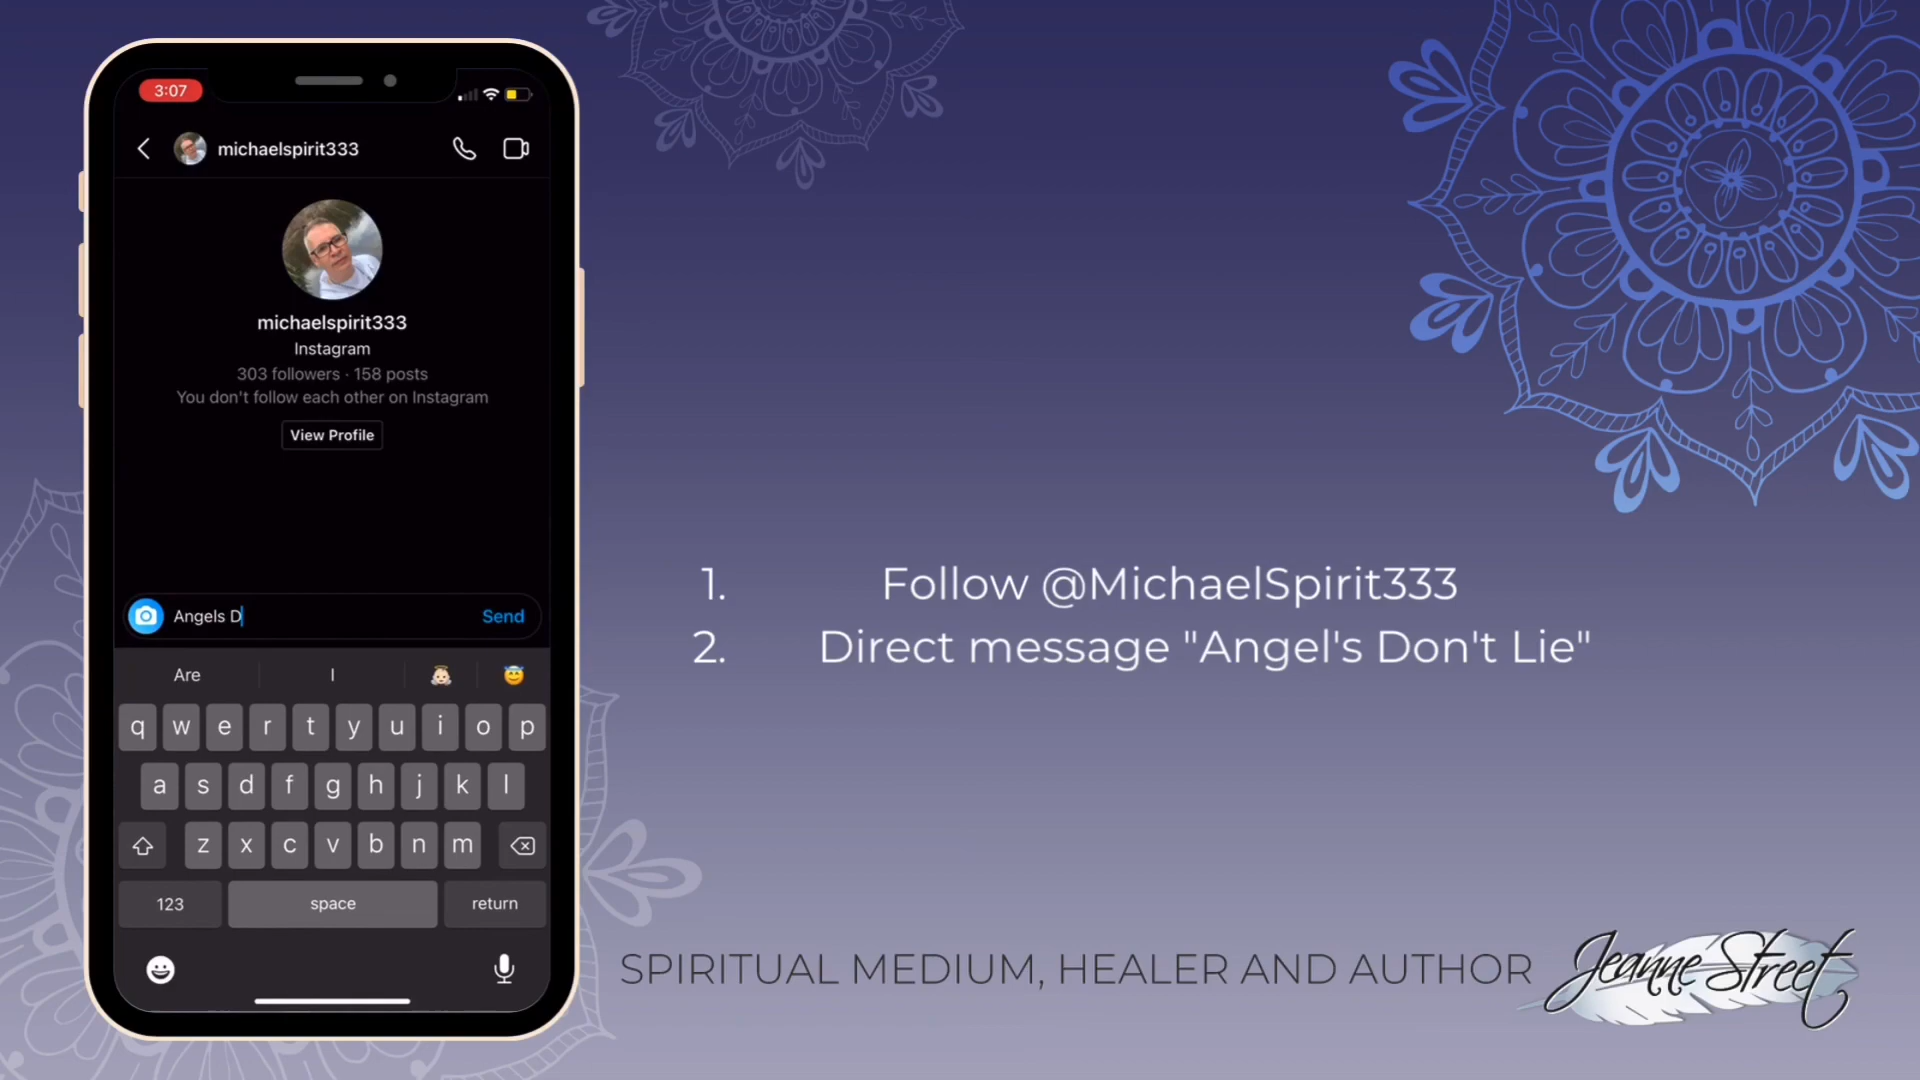 3:07
michaelspirit333
michaelspirit333
Instagram
303 followers · 158 posts
You don't follow each other on Instagram
View Profile
Angels D
Send
Are
I
q w e r t y u i o p
a s d f g h j k l
z x c v b n m
123
space
return
1. Follow @MichaelSpirit333
2. Direct message "Angel's Don't Lie"
SPIRITUAL MEDIUM, HEALER AND AUTHOR
Jeanne Street